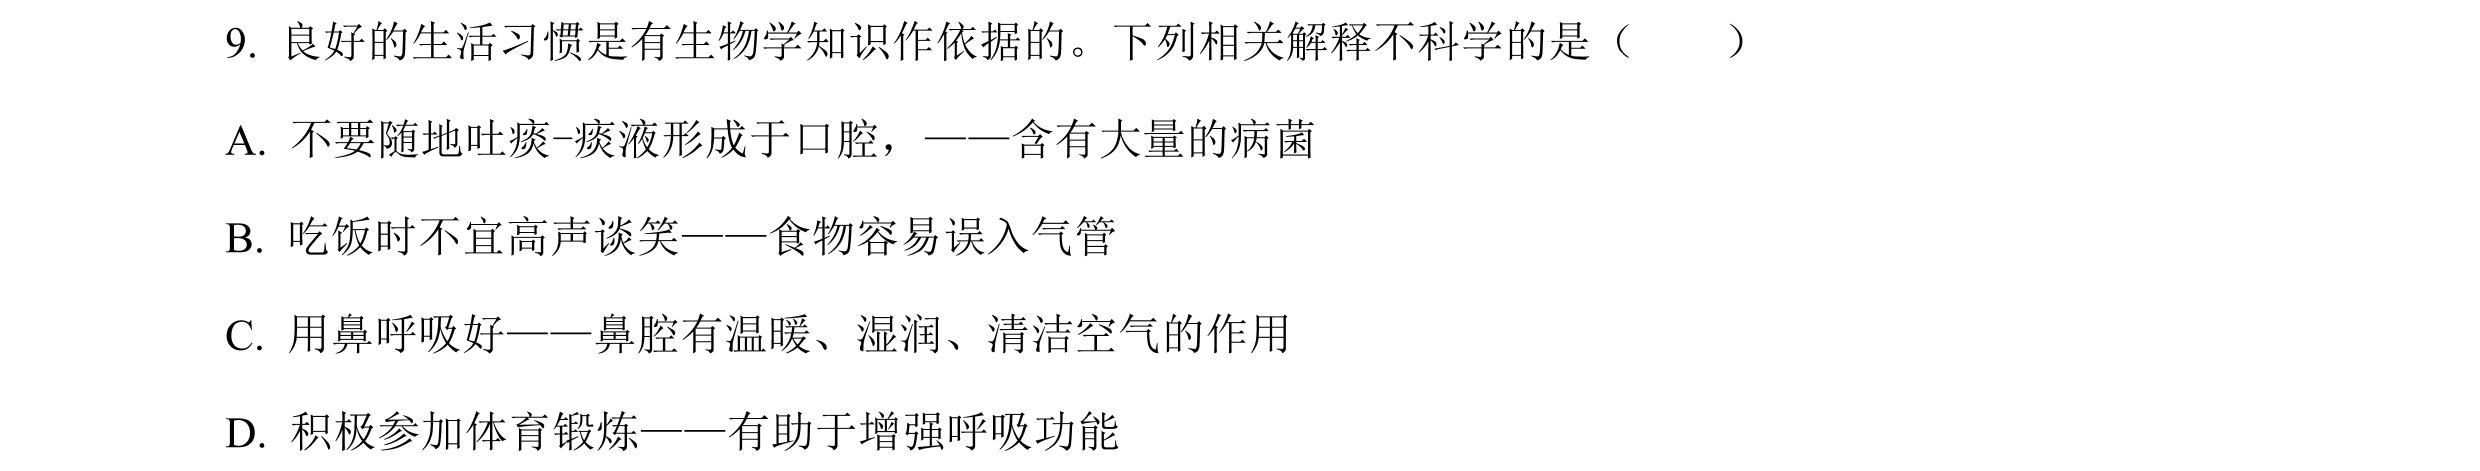 9. 良好的生活习惯是有生物学知识作依据的。下列相关解释不科学的是（　　）
A. 不要随地吐痰-痰液形成于口腔，——含有大量的病菌
B. 吃饭时不宜高声谈笑——食物容易误入气管
C. 用鼻呼吸好——鼻腔有温暖、湿润、清洁空气的作用
D. 积极参加体育锻炼——有助于增强呼吸功能